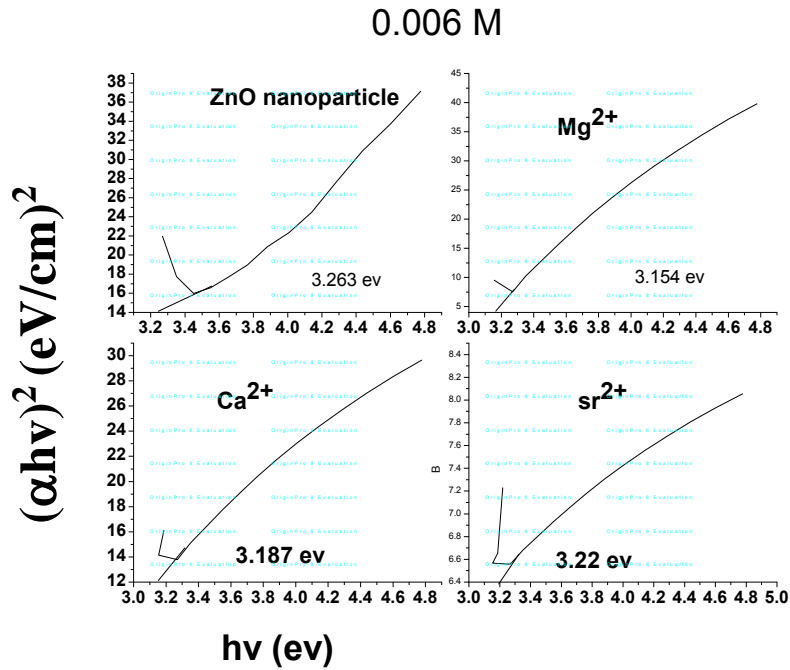 0.006 M
(αhν)² (eV/cm)²
38
36
34
32
30
28
26
24
22
20
18
16
14
ZnO nanoparticle
3.263 ev
3.2 3.4 3.6 3.8 4.0 4.2 4.4 4.6 4.8
45
40
35
30
25
20
15
10
5
Mg2+
3.154 ev
3.0 3.2 3.4 3.6 3.8 4.0 4.2 4.4 4.6 4.8
30
28
26
24
22
20
18
16
14
12
Ca2+
3.187 ev
3.0 3.2 3.4 3.6 3.8 4.0 4.2 4.4 4.6 4.8
B
8.4
8.2
8.0
7.8
7.6
7.4
7.2
7.0
6.8
6.6
6.4
sr2+
3.22 ev
3.0 3.2 3.4 3.6 3.8 4.0 4.2 4.4 4.6 4.8 5.0
hν (ev)